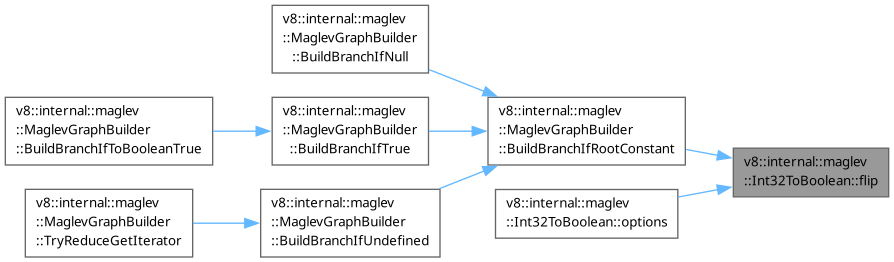 v8::internal::maglev
::MaglevGraphBuilder
::BuildBranchIfNull
v8::internal::maglev
::MaglevGraphBuilder
::BuildBranchIfToBooleanTrue
v8::internal::maglev
::MaglevGraphBuilder
::BuildBranchIfTrue
v8::internal::maglev
::MaglevGraphBuilder
::BuildBranchIfRootConstant
v8::internal::maglev
::Int32ToBoolean::flip
v8::internal::maglev
::MaglevGraphBuilder
::TryReduceGetIterator
v8::internal::maglev
::MaglevGraphBuilder
::BuildBranchIfUndefined
v8::internal::maglev
::Int32ToBoolean::options